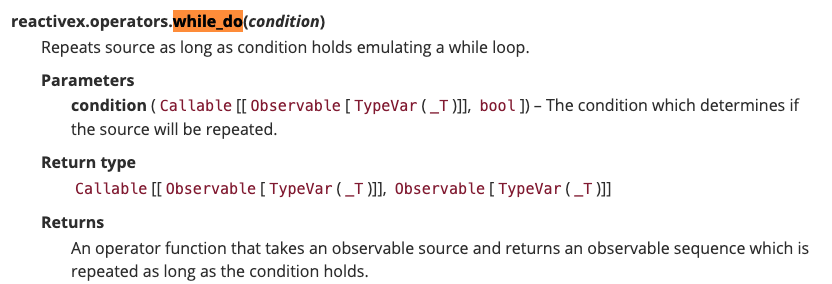 reactivex.operators.while_do(condition)
Repeats source as long as condition holds emulating a while loop.
Parameters
condition ( Callable [[ Observable [ TypeVar ( _T )]], bool ]) – The condition which determines if
the source will be repeated.
Return type
Callable [[ Observable [ TypeVar ( _T )]], Observable [ TypeVar ( _T )]]
Returns
An operator function that takes an observable source and returns an observable sequence which is
repeated as long as the condition holds.